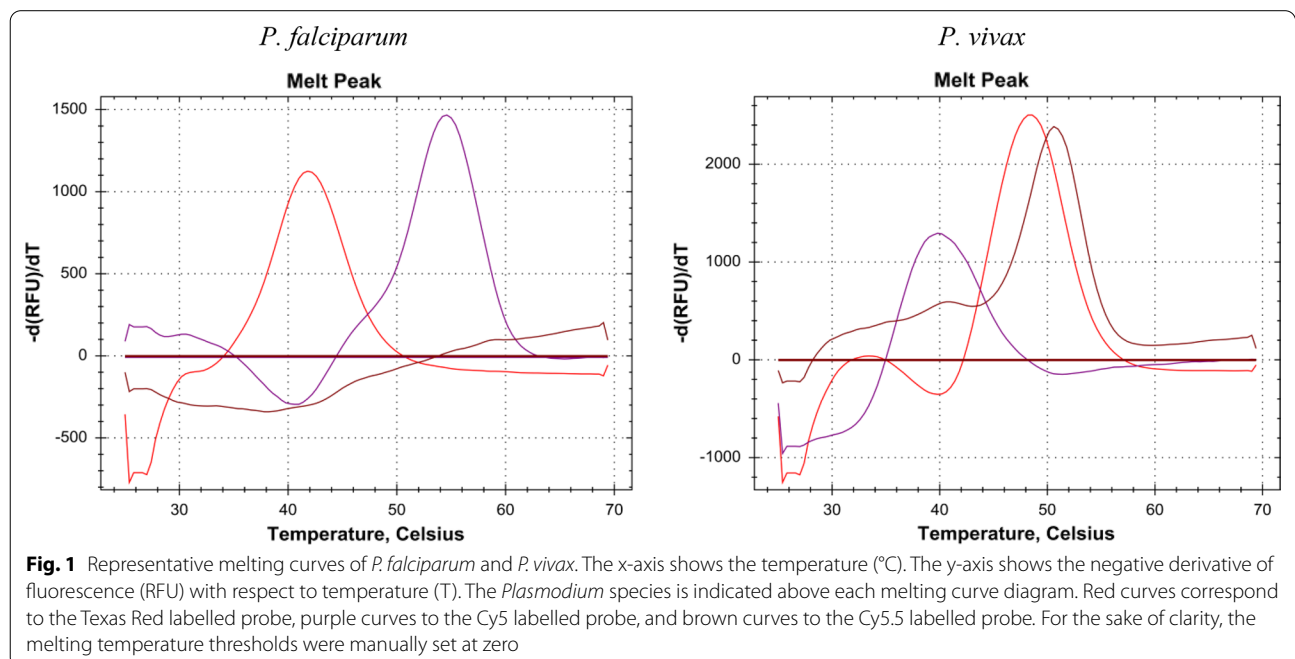 P. falciparum
Melt Peak
1500
1000
500
0
-500
-d(RFU)/dT
30 40 50 60 70
Temperature, Celsius
P. vivax
Melt Peak
2000
1000
0
-1000
-d(RFU)/dT
30 40 50 60 70
Temperature, Celsius
Fig. 1 Representative melting curves of P. falciparum and P. vivax. The x-axis shows the temperature (°C). The y-axis shows the negative derivative of
fluorescence (RFU) with respect to temperature (T). The Plasmodium species is indicated above each melting curve diagram. Red curves correspond
to the Texas Red labelled probe, purple curves to the Cy5 labelled probe, and brown curves to the Cy5.5 labelled probe. For the sake of clarity, the
melting temperature thresholds were manually set at zero